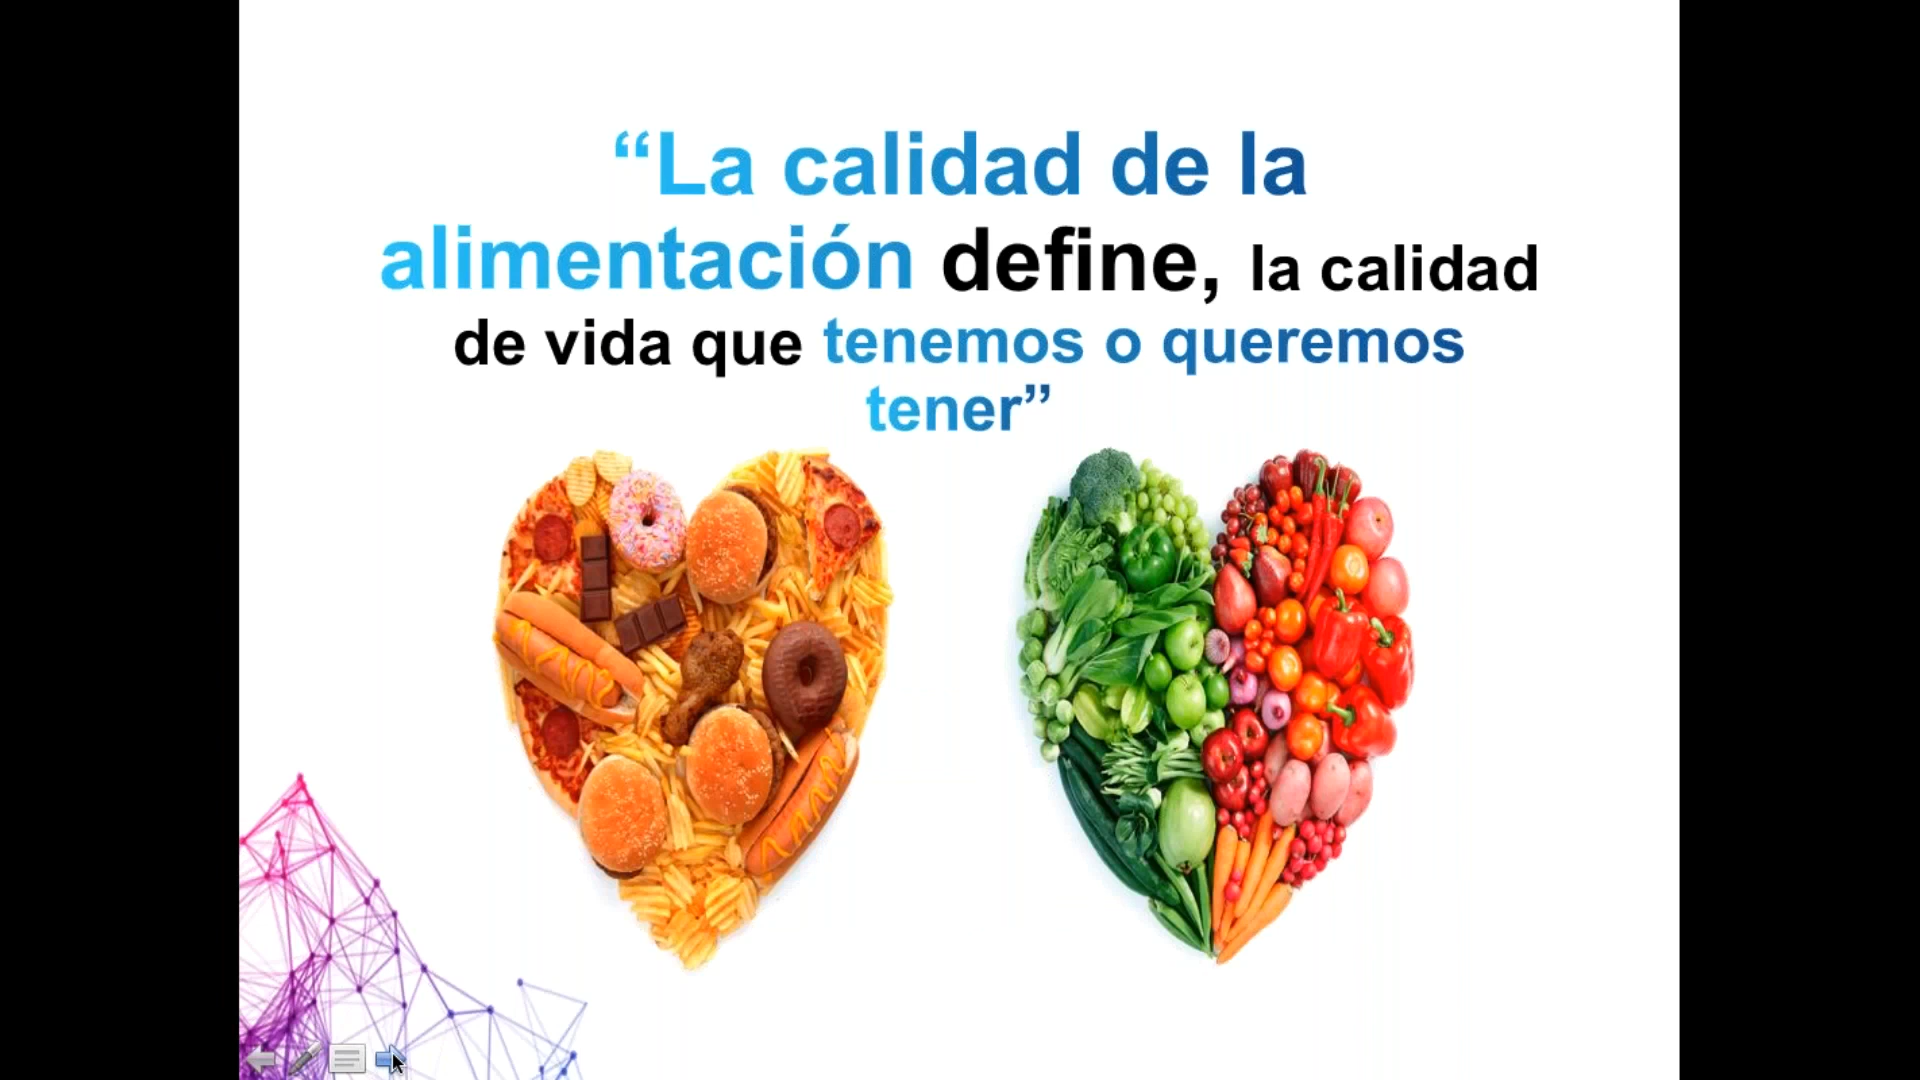 “La calidad de la
alimentación define, la calidad
de vida que tenemos o queremos
tener”